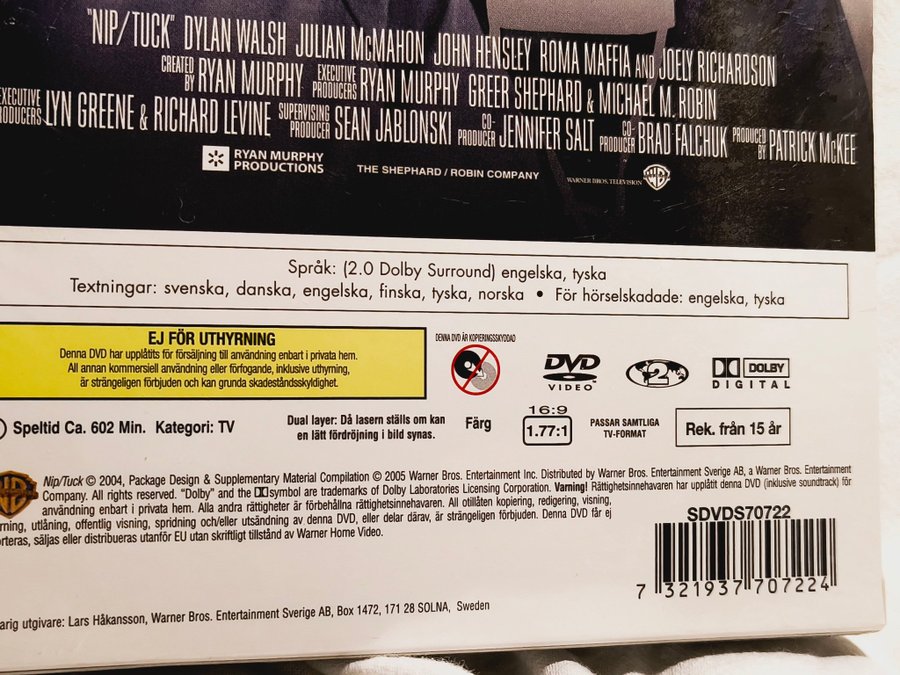 "NIP/TUCK" DYLAN WALSH JULIAN McMAHON JOHN HENSLEY ROMA MAFFIA AND JOELY RICHARDSON
CREATED BY RYAN MURPHY EXECUTIVE PRODUCERS RYAN MURPHY GREER SHEPHARD & MICHAEL M. ROBIN
LYN GREENE & RICHARD LEVINE SUPERVISING PRODUCER SEAN JABLONSKI CO-PRODUCER JENNIFER SALT CO-PRODUCER BRAD FALCHUK PRODUCED BY PATRICK McKEE
RYAN MURPHY
PRODUCTIONS
THE SHEPHARD / ROBIN COMPANY
WARNER BROS. TELEVISION
WB
Språk: (2.0 Dolby Surround) engelska, tyska
Textningar: svenska, danska, engelska, finska, tyska, norska • För hörselskadade: engelska, tyska
EJ FÖR UTHYRNING
Denna DVD har upplåtits för försäljning till användning enbart i privata hem.
All annan kommersiell användning eller förfogande, inklusive uthyrning,
är strängeligen förbjuden och kan grunda skadeståndsskyldighet.
DENNA DVD ÄR KOPIERINGSSKYDDAD
DVD
VIDEO
2
DOLBY
DIGITAL
Speltid Ca. 602 Min. Kategori: TV
Dual layer: Då lasern ställs om kan
en lätt fördröjning i bild synas.
Färg
16:9
1.77:1
PASSAR SAMTLIGA
TV-FORMAT
Rek. från 15 år
Nip/Tuck © 2004, Package Design & Supplementary Material Compilation © 2005 Warner Bros. Entertainment Inc. Distributed by Warner Bros. Entertainment Sverige AB, a Warner Bros. Entertainment
Company. All rights reserved. "Dolby" and the symbol are trademarks of Dolby Laboratories Licensing Corporation. Varning! Rättighetsinnehavaren har upplåtit denna DVD (inklusive soundtrack) för
användning enbart i privata hem. Alla andra rättigheter är förbehållna rättighetsinnehavaren. All otillåten kopiering, redigering, visning,
utlåning, offentlig visning, spridning och/eller utsändning av denna DVD, eller delar därav, är strängeligen förbjuden. Denna DVD får ej
säljas eller distribueras utanför EU utan skriftligt tillstånd av Warner Home Video.
SDVDS70722
7 321937 707224
utgivare: Lars Håkansson, Warner Bros. Entertainment Sverige AB, Box 1472, 171 28 SOLNA, Sweden